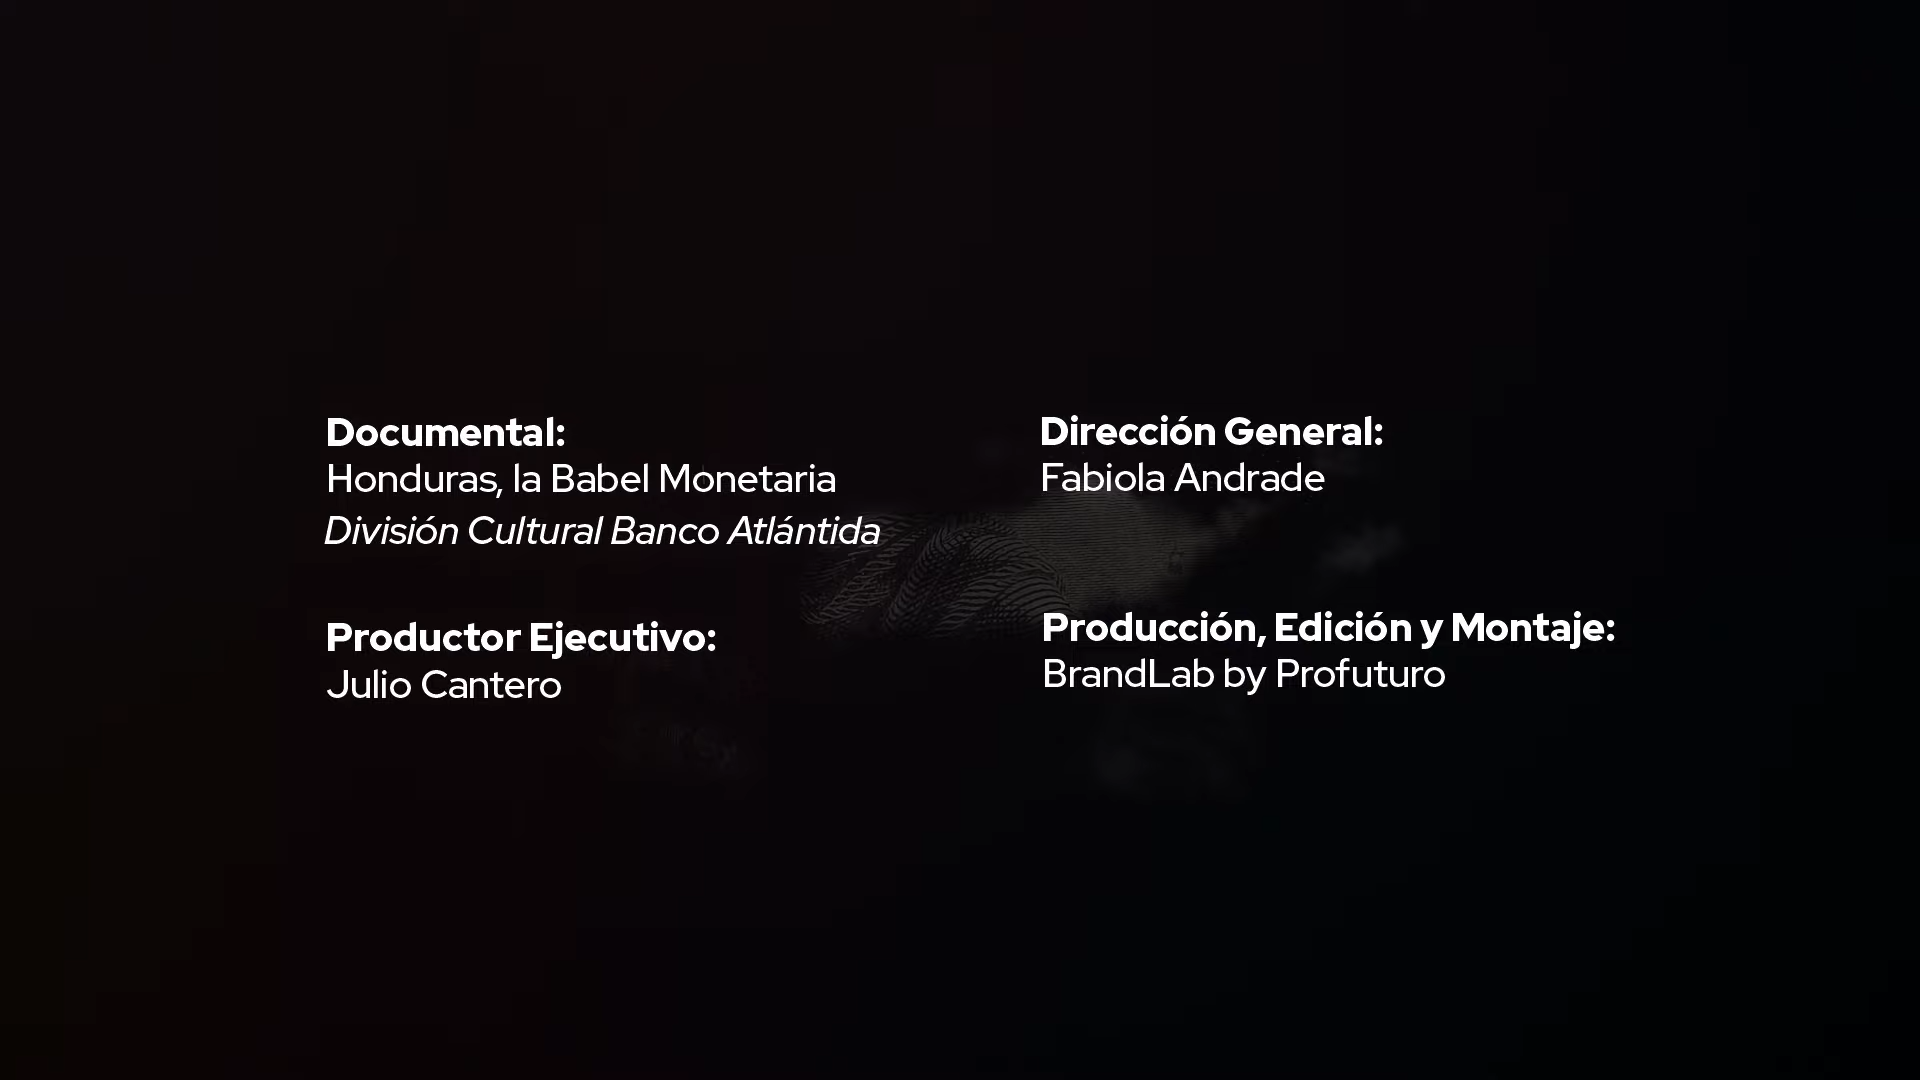 Documental:
Honduras, la Babel Monetaria
División Cultural Banco Atlántida
Productor Ejecutivo:
Julio Cantero
Dirección General:
Fabiola Andrade
Producción, Edición y Montaje:
BrandLab by Profuturo